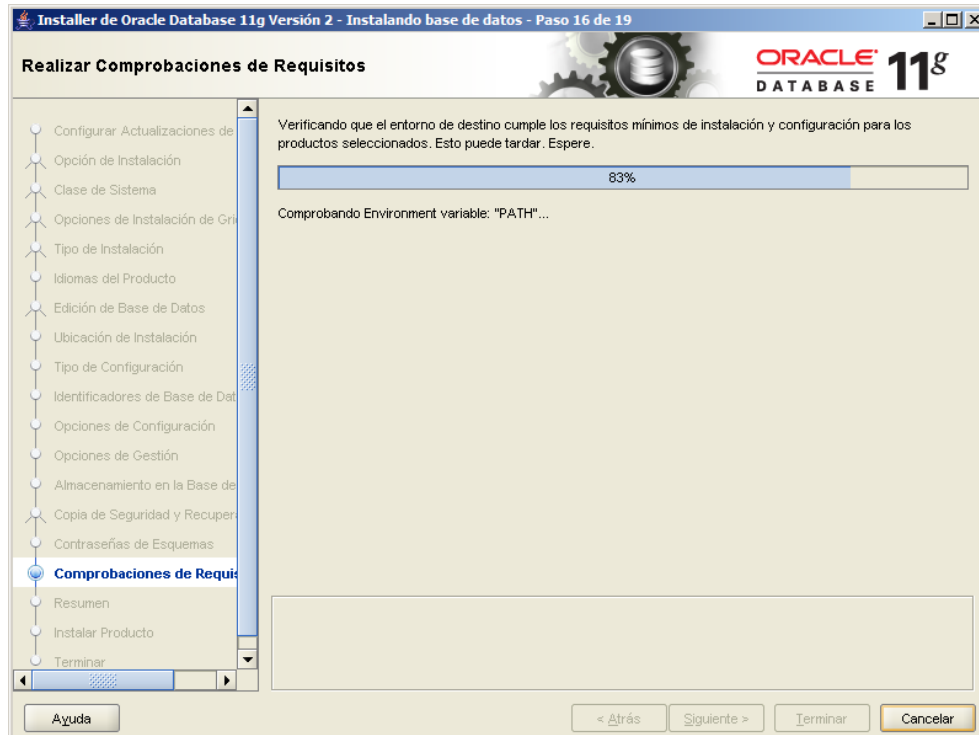 Installer de Oracle Database 11g Versión 2 - Instalando base de datos - Paso 16 de 19
Realizar Comprobaciones de Requisitos
ORACLE
DATABASE
11g
Configurar Actualizaciones de
Opción de Instalación
Clase de Sistema
Opciones de Instalación de Gri
Tipo de Instalación
Idiomas del Producto
Edición de Base de Datos
Ubicación de Instalación
Tipo de Configuración
Identificadores de Base de Dat
Opciones de Configuración
Opciones de Gestión
Almacenamiento en la Base de
Copia de Seguridad y Recuper
Contraseñas de Esquemas
Comprobaciones de Requis
Resumen
Instalar Producto
Terminar
Verificando que el entorno de destino cumple los requisitos mínimos de instalación y configuración para los
productos seleccionados. Esto puede tardar. Espere.
83%
Comprobando Environment variable: "PATH"...
Ayuda
< Atrás
Siguiente >
Terminar
Cancelar